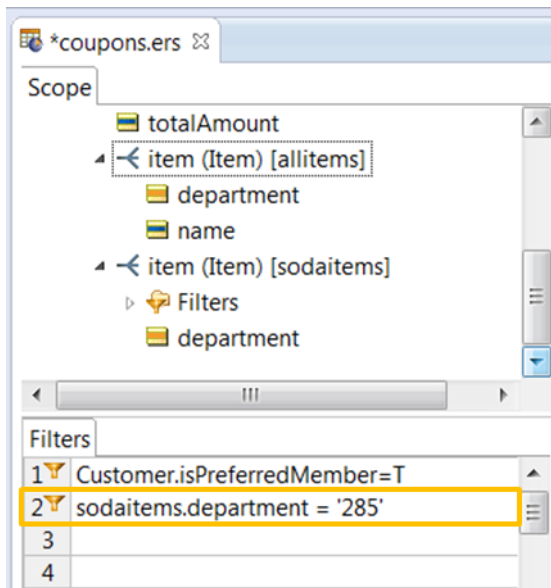 *coupons.ers
Scope
totalAmount
item (Item) [allitems]
department
name
item (Item) [sodaitems]
Filters
department
Filters
1 Customer.isPreferredMember=T
2 sodaitems.department = '285'
3
4